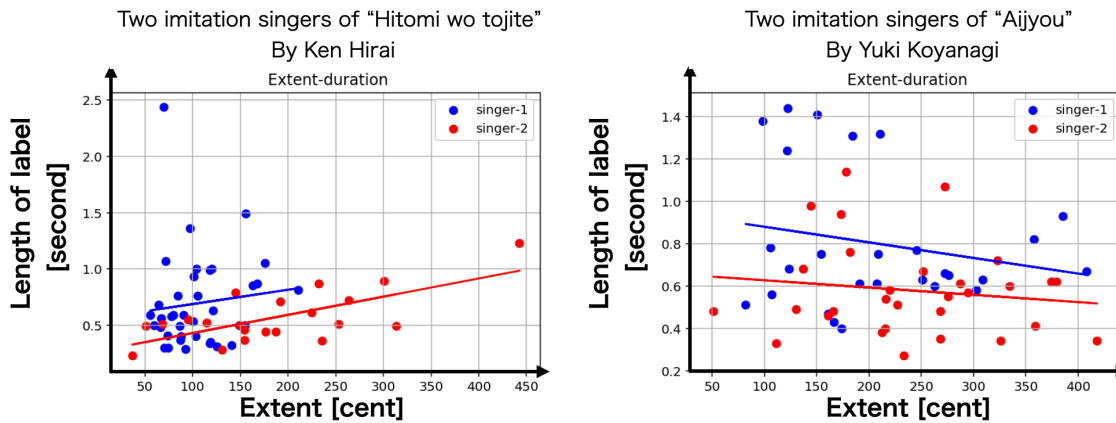 Two imitation singers of “Hitomi wo tojite”
By Ken Hirai
Extent-duration
Length of label
[second]
2.5
2.0
1.5
1.0
0.5
singer-1
singer-2
50 100 150 200 250 300 350 400 450
Extent [cent]
Two imitation singers of “Aijyou”
By Yuki Koyanagi
Extent-duration
Length of label
[second]
1.4
1.2
1.0
0.8
0.6
0.4
0.2
singer-1
singer-2
50 100 150 200 250 300 350 400
Extent [cent]